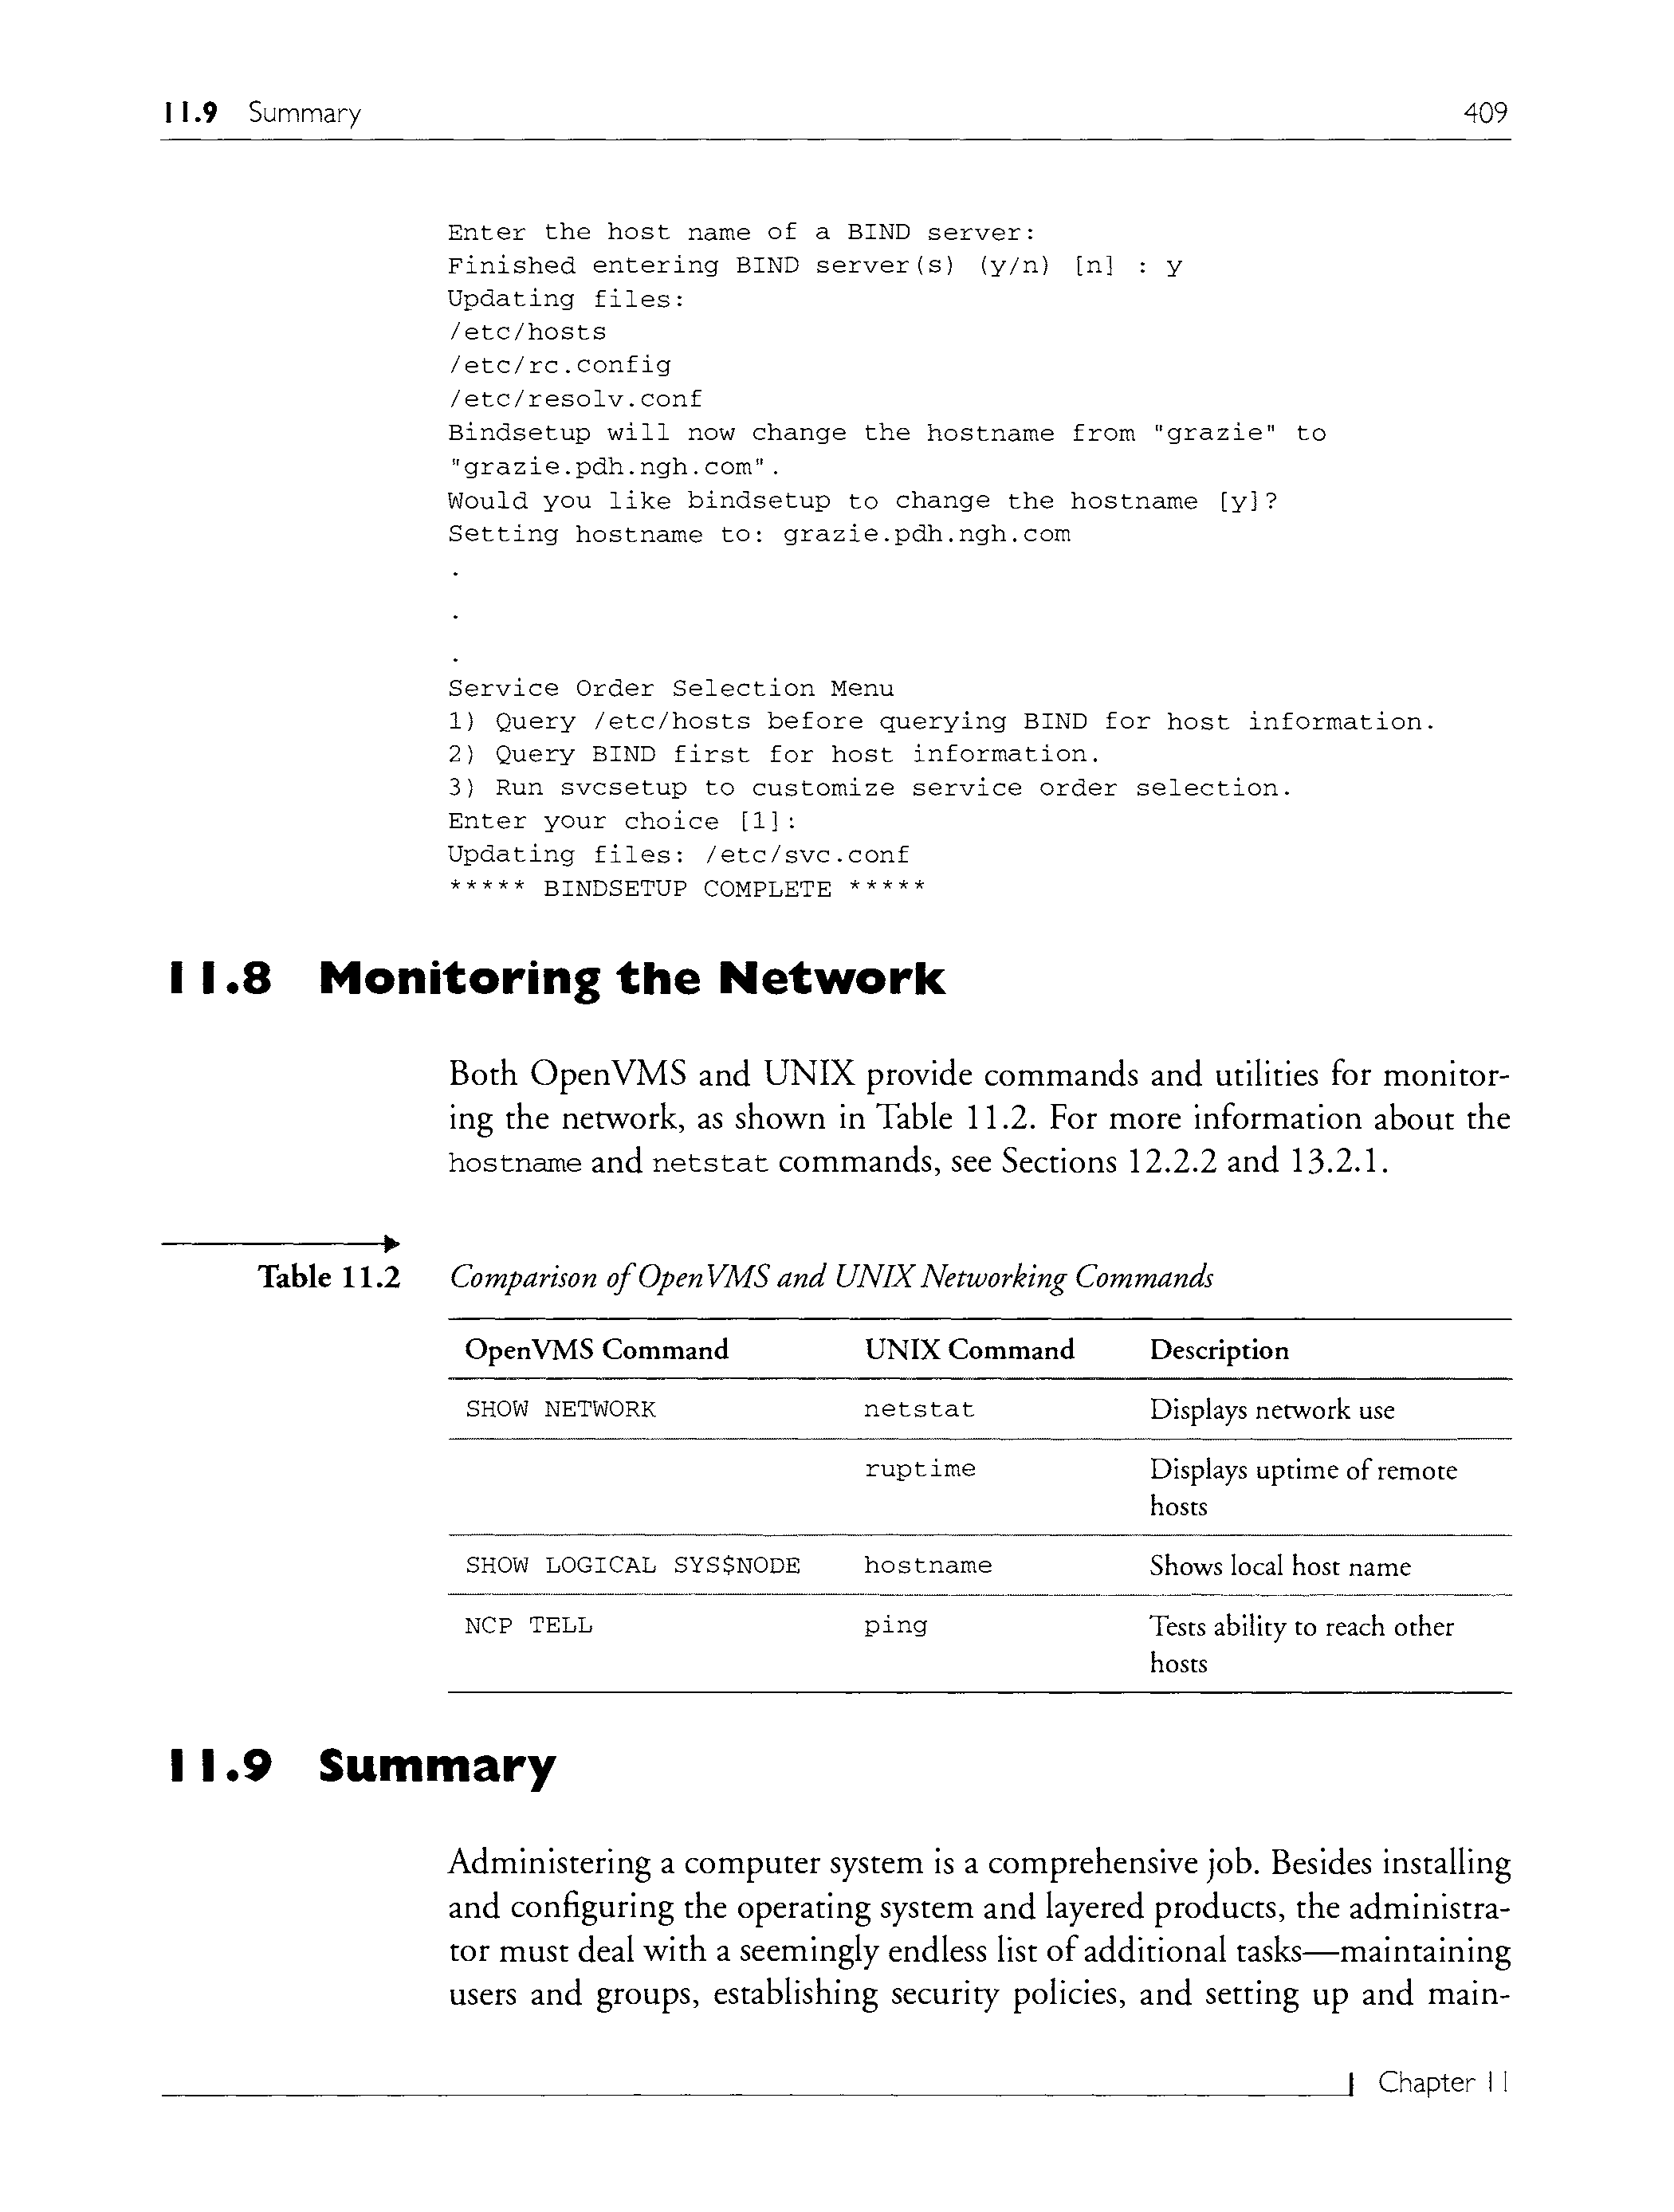 11.9 Summary 409
Enter the host name of a BIND server:
Finished entering BIND server(s) (y/n) [n] : y
Updating files:
/etc/hosts
/etc/rc.config
/etc/resolv.conf
Bindsetup will now change the hostname from "grazie" to
"grazie.pdh.ngh.com".
Would you like bindsetup to change the hostname [y]?
Setting hostname to: grazie.pdh.ngh.com
.
.
.
Service Order Selection Menu
1) Query /etc/hosts before querying BIND for host information.
2) Query BIND first for host information.
3) Run svcsetup to customize service order selection.
Enter your choice [1]:
Updating files: /etc/svc.conf
***** BINDSETUP COMPLETE *****
11.8 Monitoring the Network
Both OpenVMS and UNIX provide commands and utilities for monitor-
ing the network, as shown in Table 11.2. For more information about the
hostname and netstat commands, see Sections 12.2.2 and 13.2.1.
Table 11.2 Comparison of OpenVMS and UNIX Networking Commands
OpenVMS Command UNIX Command Description
SHOW NETWORK netstat Displays network use
ruptime Displays uptime of remote
hosts
SHOW LOGICAL SYS$NODE hostname Shows local host name
NCP TELL ping Tests ability to reach other
hosts
11.9 Summary
Administering a computer system is a comprehensive job. Besides installing
and configuring the operating system and layered products, the administra-
tor must deal with a seemingly endless list of additional tasks—maintaining
users and groups, establishing security policies, and setting up and main-
Chapter 11